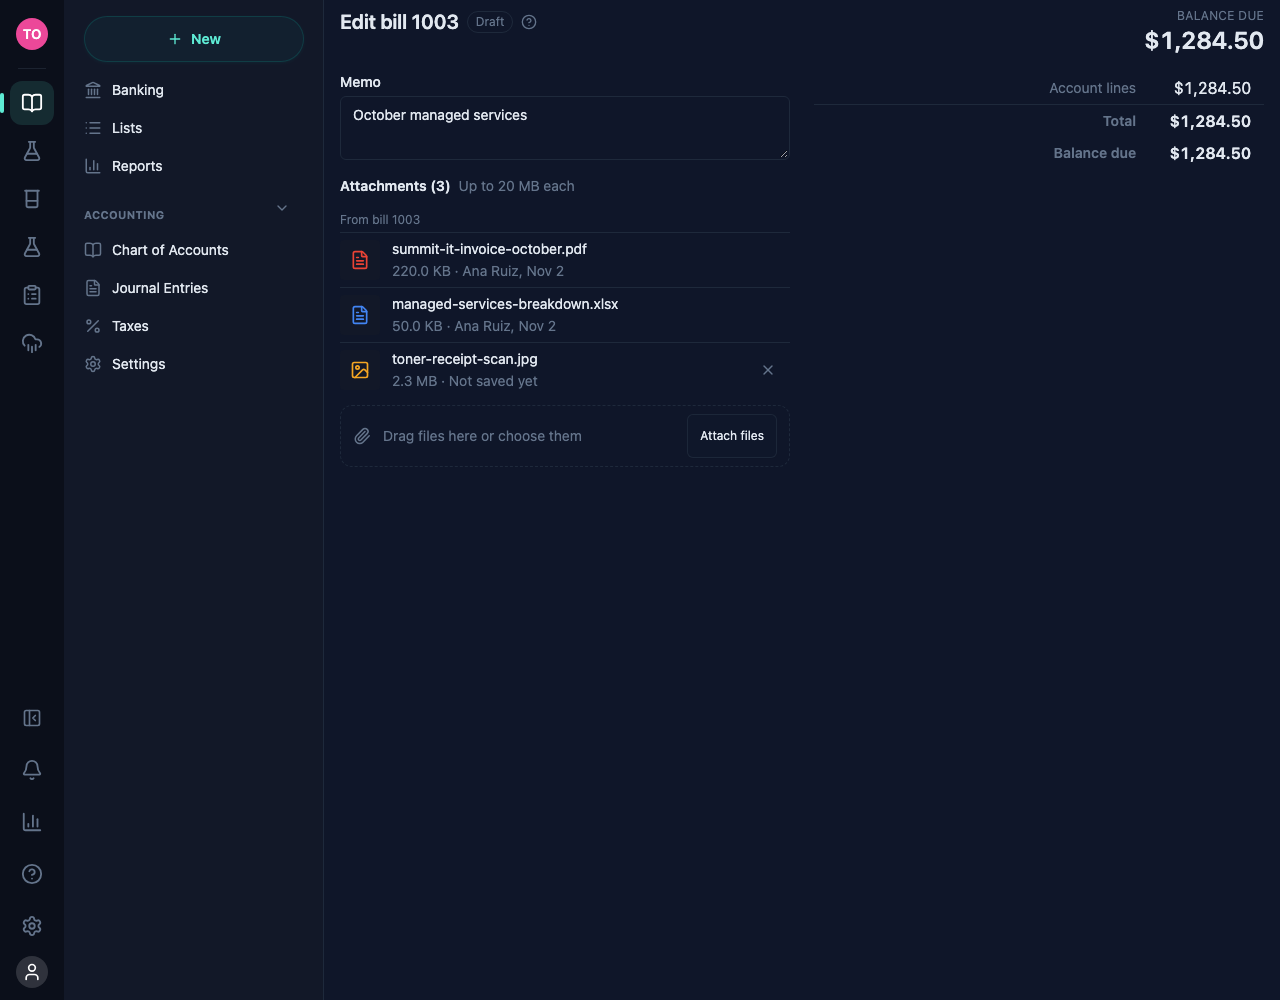 TO
New
Banking
Lists
Reports
ACCOUNTING
Chart of Accounts
Journal Entries
Taxes
Settings
Edit bill 1003
Draft
BALANCE DUE
$1,284.50
Memo
October managed services
Account lines $1,284.50
Total $1,284.50
Balance due $1,284.50
Attachments (3) Up to 20 MB each
From bill 1003
summit-it-invoice-october.pdf
220.0 KB · Ana Ruiz, Nov 2
managed-services-breakdown.xlsx
50.0 KB · Ana Ruiz, Nov 2
toner-receipt-scan.jpg
2.3 MB · Not saved yet
Drag files here or choose them
Attach files